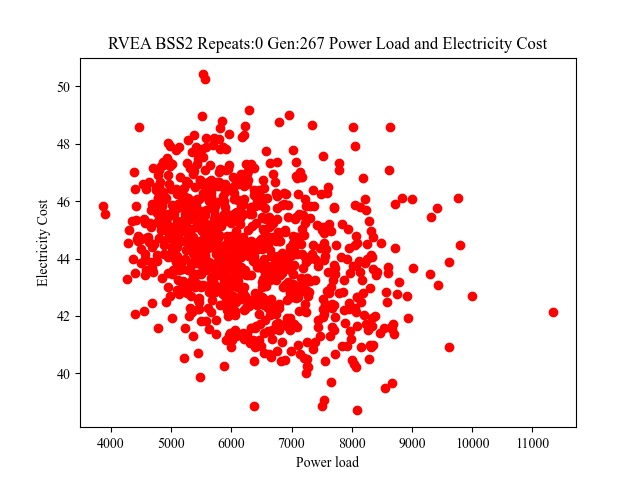 RVEA BSS2 Repeats:0 Gen:267 Power Load and Electricity Cost
50
48
46
44
42
40
Electricity Cost
4000 5000 6000 7000 8000 9000 10000 11000
Power load